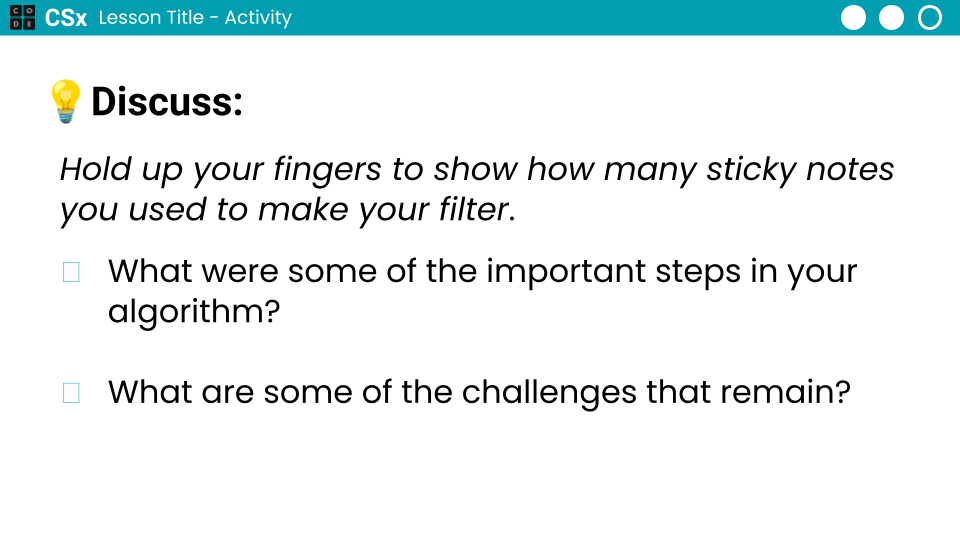 CODE
CSx Lesson Title - Activity
Discuss:
Hold up your fingers to show how many sticky notes
you used to make your filter.
What were some of the important steps in your
algorithm?
What are some of the challenges that remain?